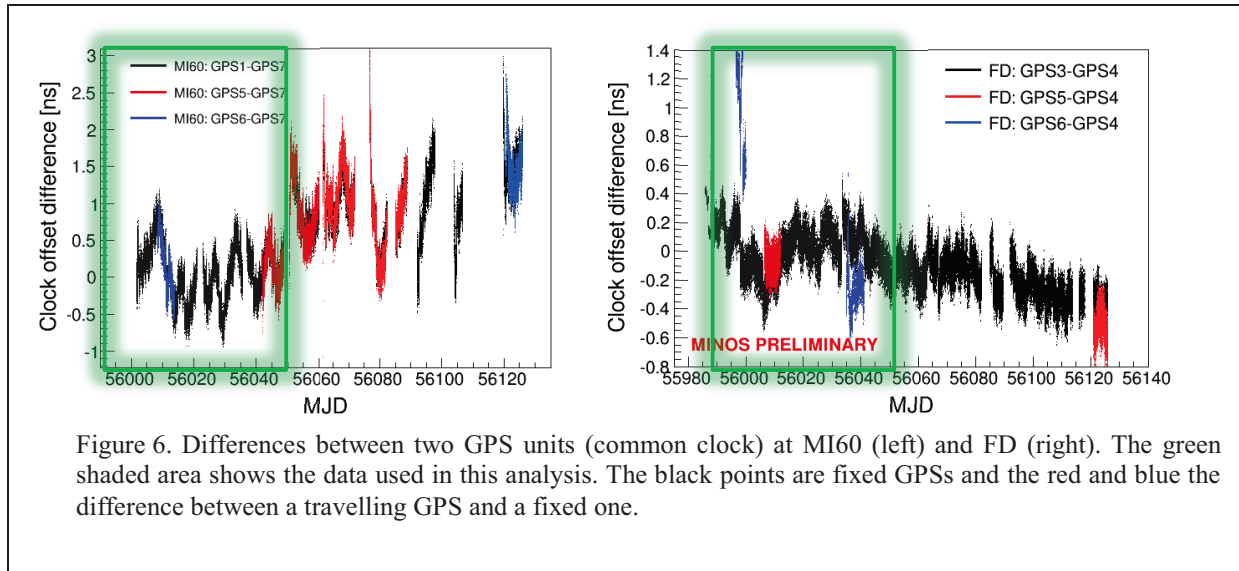 3
2.5
2
1.5
1
0.5
0
-0.5
-1
Clock offset difference [ns]
MI60: GPS1-GPS7
MI60: GPS5-GPS7
MI60: GPS6-GPS7
56000 56020 56040 56060 56080 56100 56120
MJD
1.4
1.2
1
0.8
0.6
0.4
0.2
0
-0.2
-0.4
-0.6
-0.8
Clock offset difference [ns]
FD: GPS3-GPS4
FD: GPS5-GPS4
FD: GPS6-GPS4
MINOS PRELIMINARY
55980 56000 56020 56040 56060 56080 56100 56120 56140
MJD
Figure 6. Differences between two GPS units (common clock) at MI60 (left) and FD (right). The green
shaded area shows the data used in this analysis. The black points are fixed GPSs and the red and blue the
difference between a travelling GPS and a fixed one.